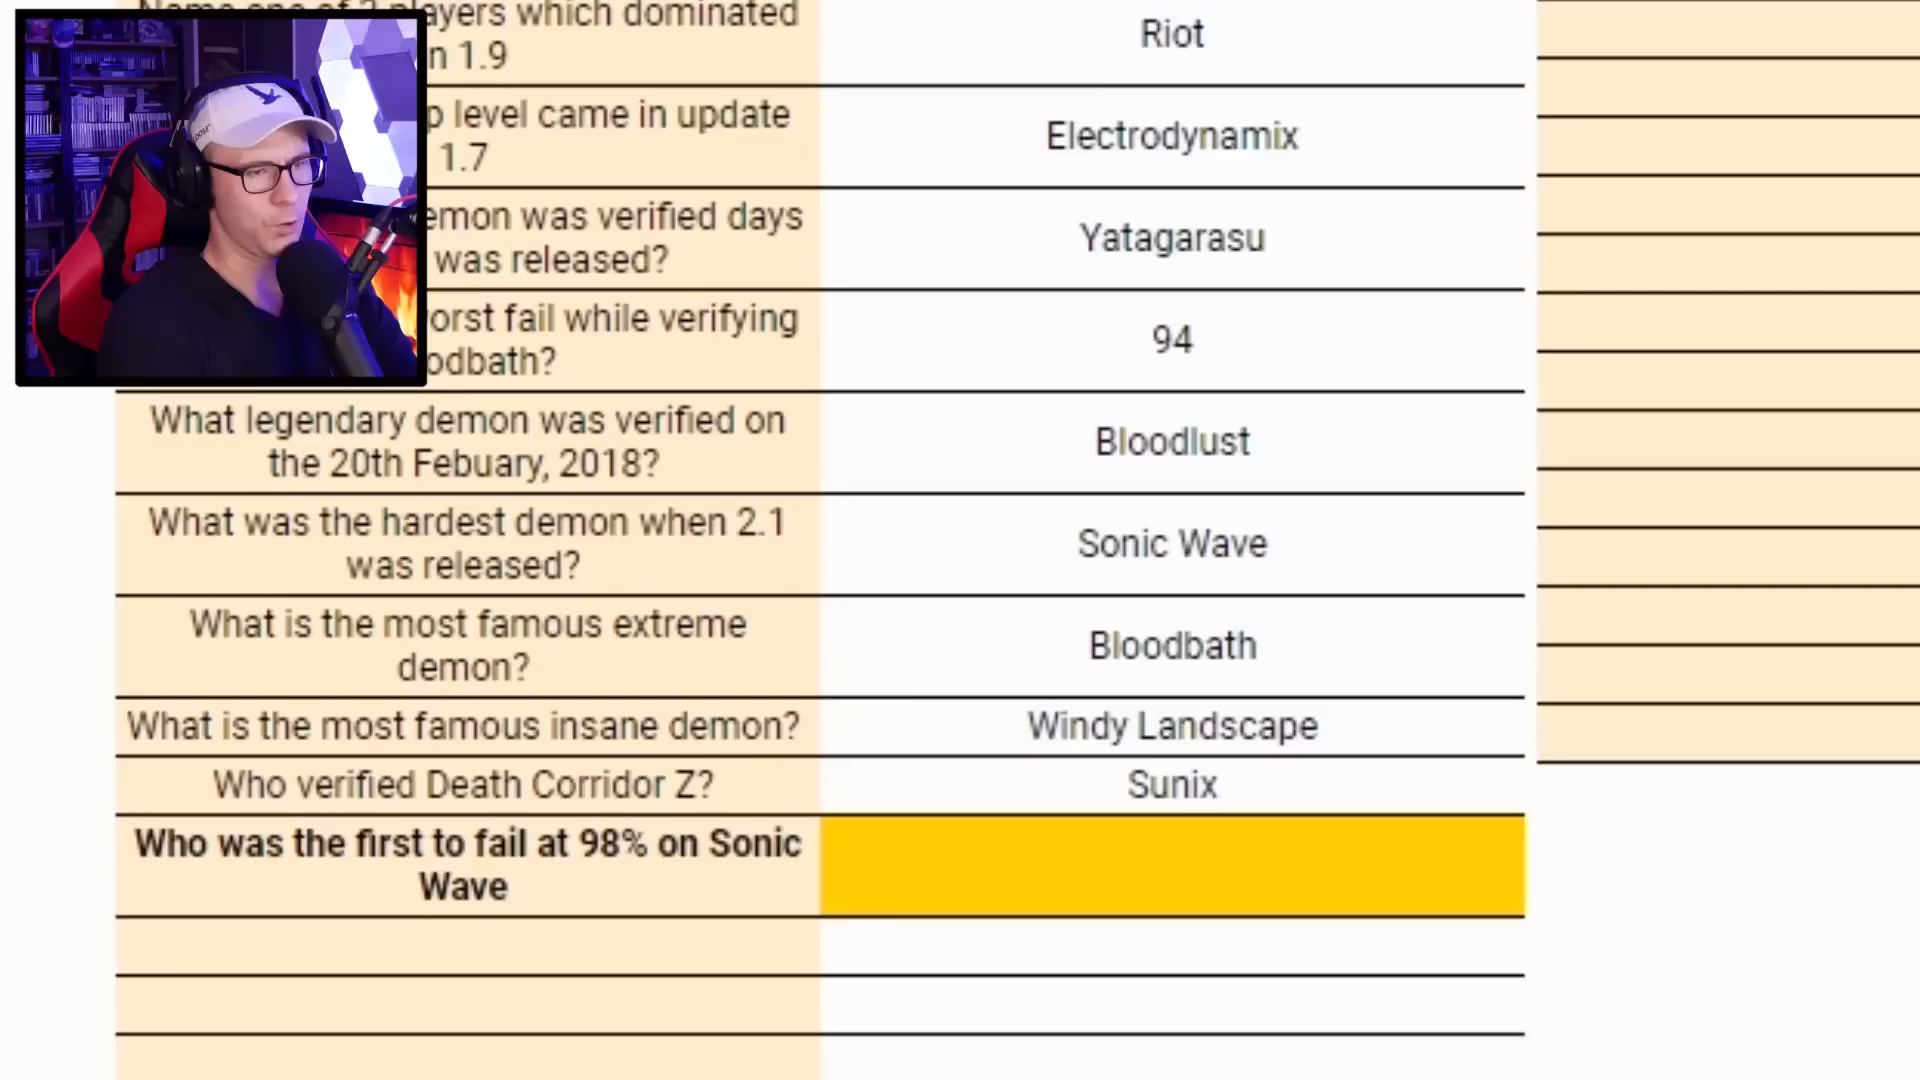 players which dominated
n 1.9
Riot
p level came in update
1.7
Electrodynamix
emon was verified days
was released?
Yatagarasu
orst fail while verifying
odbath?
94
What legendary demon was verified on
the 20th Febuary, 2018?
Bloodlust
What was the hardest demon when 2.1
was released?
Sonic Wave
What is the most famous extreme
demon?
Bloodbath
What is the most famous insane demon?
Windy Landscape
Who verified Death Corridor Z?
Sunix
Who was the first to fail at 98% on Sonic
Wave